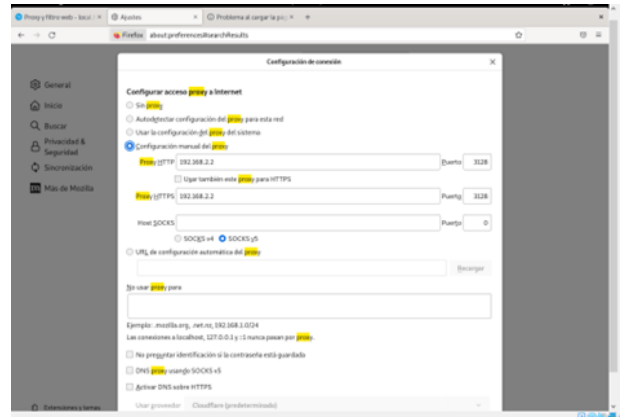 Proxy y filtro web - local
Ajustes
Problema al cargar la pág
Firefox about:preferences#searchResults
Configuración de conexión
General
Inicio
Buscar
Privacidad & Seguridad
Sincronización
Más de Mozilla
Extensiones y temas
Configurar acceso proxy a Internet
Sin proxy
Autodetectar configuración del proxy para esta red
Usar la configuración del proxy del sistema
Configuración manual del proxy
Proxy HTTP 192.168.2.2 Puerto 3128
Usar también este proxy para HTTPS
Proxy HTTPS 192.168.2.2 Puerto 3128
Host SOCKS Puerto 0
SOCKS v4 SOCKS v5
URL de configuración automática del proxy
Recargar
No usar proxy para
Ejemplo: .mozilla.org, .net.nz, 192.168.1.0/24
Las conexiones a localhost, 127.0.0.1 y ::1 nunca pasan por proxy.
No preguntar identificación si la contraseña está guardada
DNS proxy usando SOCKS v5
Activar DNS sobre HTTPS
Usar proveedor Cloudflare (predeterminado)